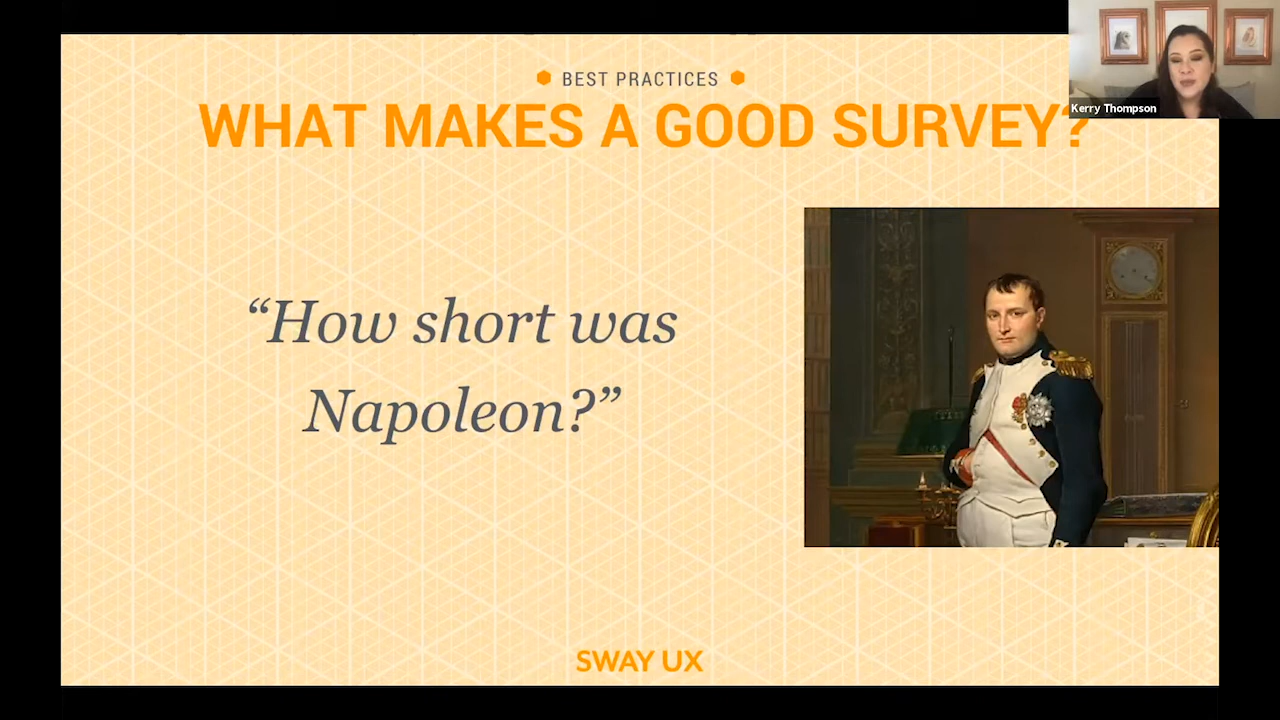 BEST PRACTICES
WHAT MAKES A GOOD SURVEY?
Kerry Thompson
“How short was
Napoleon?”
SWAY UX